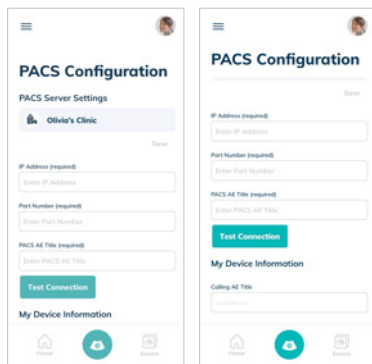 PACS Configuration
PACS Server Settings
Olivia's Clinic
Save
IP Address (required)
Enter IP Address
Port Number (required)
Enter Port Number
PACS AE Title (required)
Enter PACS AE Title
Test Connection
My Device Information
Home
Exams
PACS Configuration
Save
IP Address (required)
Enter IP Address
Port Number (required)
Enter Port Number
PACS AE Title (required)
Enter PACS AE Title
Test Connection
My Device Information
Calling AE Title
undefined
Home
Exams